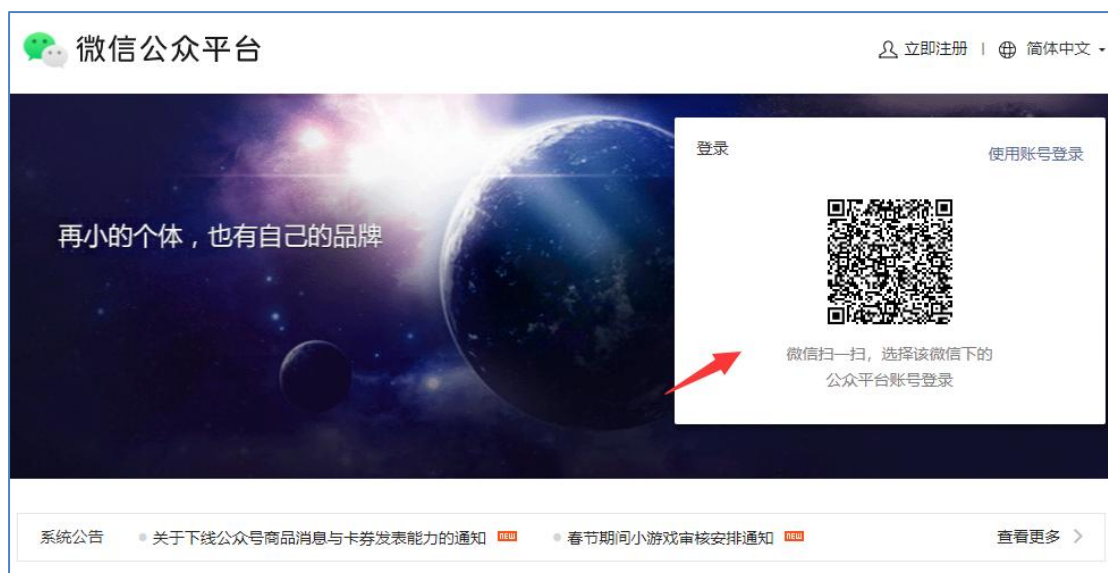 微信公众平台
立即注册 | 简体中文
登录
使用账号登录
再小的个体，也有自己的品牌
微信扫一扫，选择该微信下的
公众平台账号登录
系统公告 关于下线公众号商品消息与卡券发表能力的通知 NEW 春节期间小游戏审核安排通知 NEW 查看更多